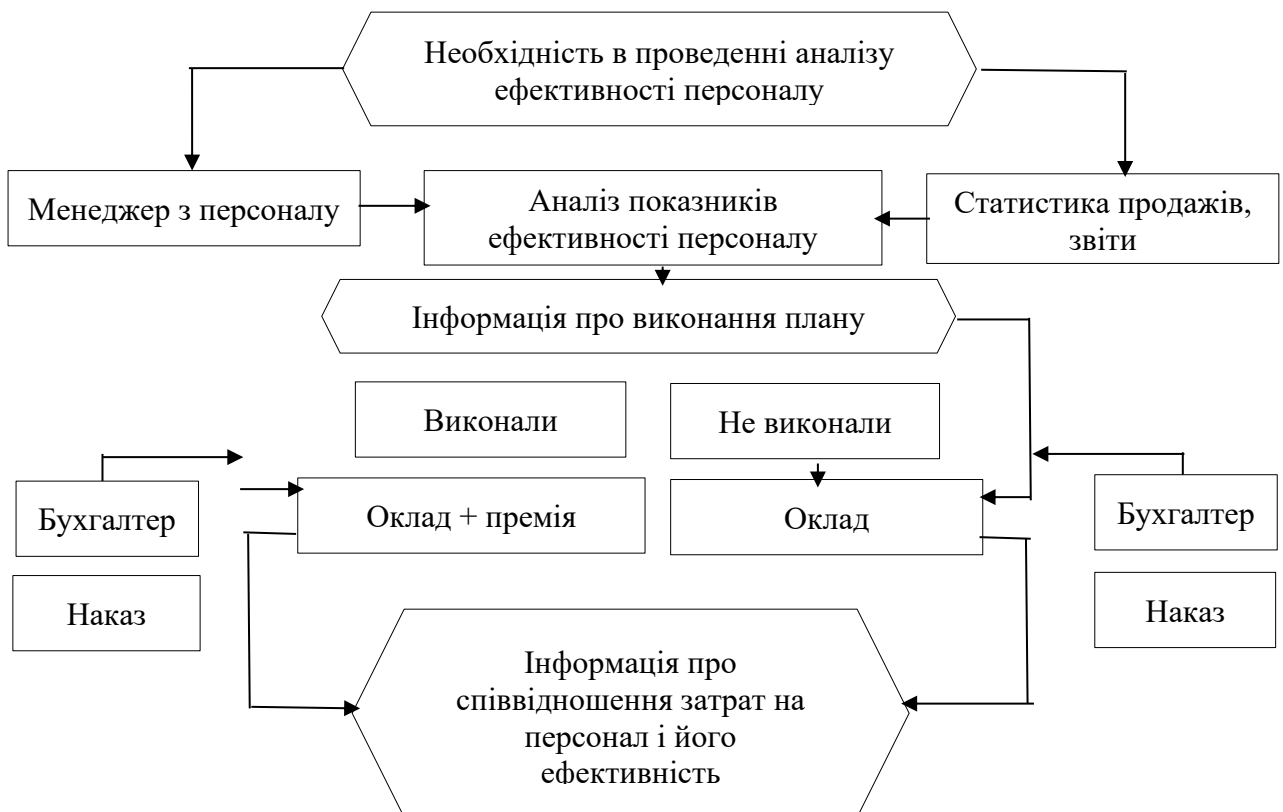 Необхідність в проведенні аналізу
ефективності персоналу
Менеджер з персоналу
Аналіз показників
ефективності персоналу
Статистика продажів,
звіти
Інформація про виконання плану
Виконали
Не виконали
Бухгалтер
Оклад + премія
Оклад
Бухгалтер
Наказ
Наказ
Інформація про
співвідношення затрат на
персонал і його
ефективність